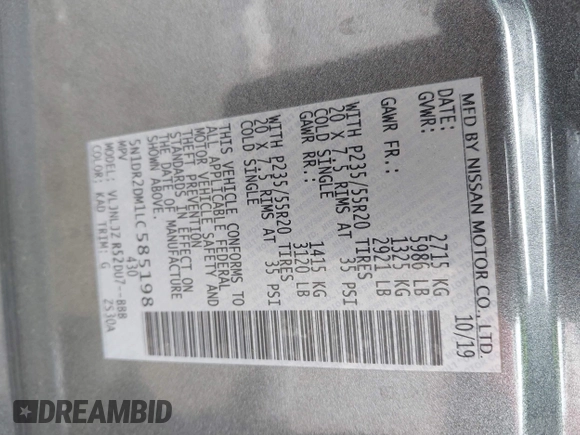 MFD BY NISSAN MOTOR CO., LTD.
DATE: 10/19
GVWR: 2715 KG
5986 LB
GAWR FR: 1325 KG
2921 LB
WITH P235/55R20 TIRES
20 X 7.5 RIMS AT 35 PSI
COLD SINGLE
GAWR RR: 1415 KG
3120 LB
WITH P235/55R20 TIRES
20 X 7.5 RIMS AT 35 PSI
COLD SINGLE
THIS VEHICLE CONFORMS TO
ALL APPLICABLE FEDERAL
MOTOR VEHICLE SAFETY AND
THEFT PREVENTION
STANDARDS IN EFFECT ON
THE DATE OF MANUFACTURE
SHOWN ABOVE.
5N1DR2DM1LC585198
MPV 430
MODEL: VLJNLJZ R52DU7--BBB
COLOR: KAD TRIM: G 2S30A
DREAMBID